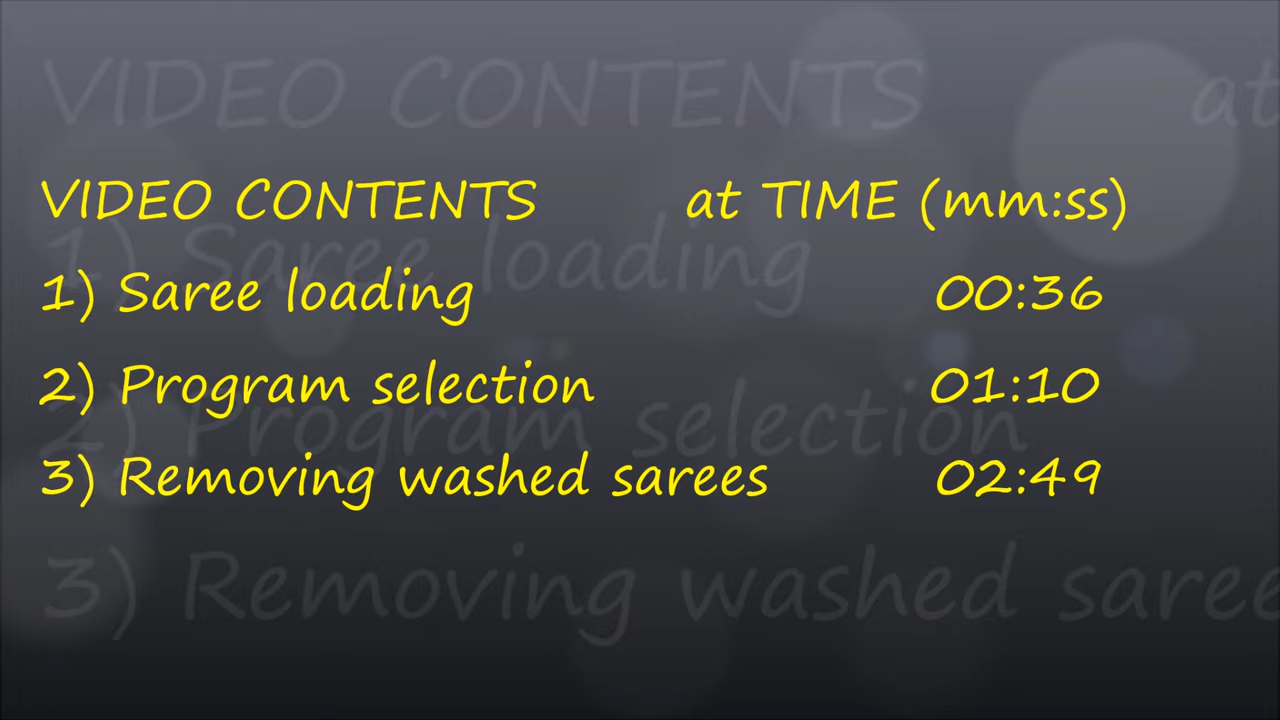 VIDEO CONTENTS at TIME (mm:ss)
1) Saree loading 00:36
2) Program selection 01:10
3) Removing washed sarees 02:49